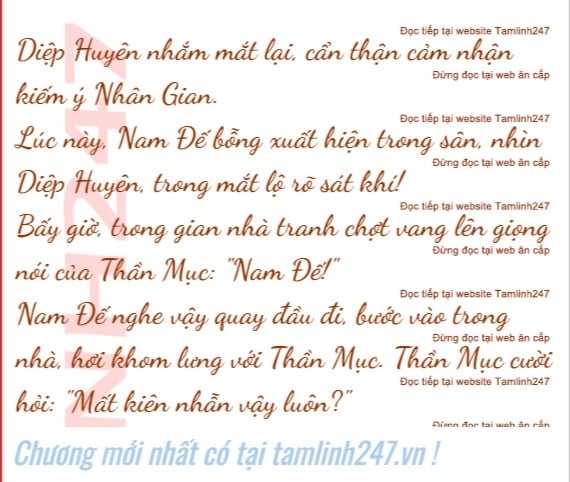 Đọc tiếp tại website Tamlinh247
Diệp Huyên nhắm mắt lại, cẩn thận cảm nhận
Đừng đọc tại web ăn cắp
kiếm ý Nhân Gian.
Đọc tiếp tại website Tamlinh247
Lúc này, Nam Đế bỗng xuất hiện trong sân, nhìn
Đừng đọc tại web ăn cắp
Diệp Huyên, trong mắt lộ rõ sát khí!
Đọc tiếp tại website Tamlinh247
Bấy giờ, trong gian nhà tranh chợt vang lên giọng
Đừng đọc tại web ăn cắp
nói của Thần Mục: "Nam Đế!"
Đọc tiếp tại website Tamlinh247
Nam Đế nghe vậy quay đầu đi, bước vào trong
Đừng đọc tại web ăn cắp
nhà, hơi khom lưng với Thần Mục. Thần Mục cười
Đọc tiếp tại website Tamlinh247
hỏi: "Mất kiên nhẫn vậy luôn?"
Đừng đọc tại web ăn cắp
Chương mới nhất có tại tamlinh247.vn !
NH247